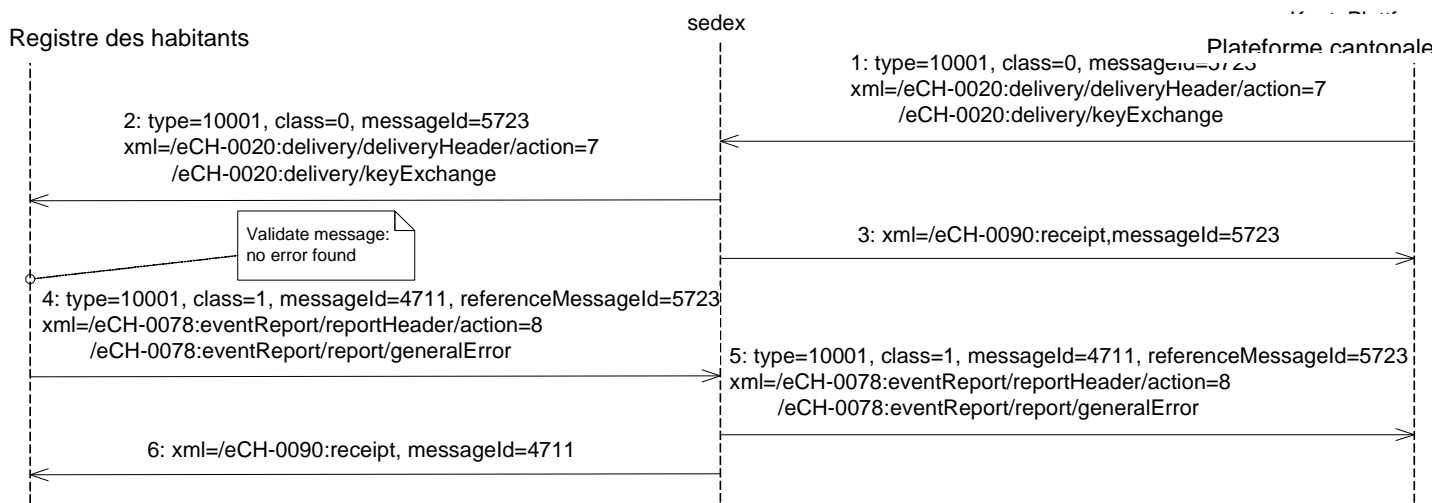 sedex
Registre des habitants
Plateforme cantonale
1: type=10001, class=0, messageId=5723
xml=/eCH-0020:delivery/deliveryHeader/action=7
/eCH-0020:delivery/keyExchange
2: type=10001, class=0, messageId=5723
xml=/eCH-0020:delivery/deliveryHeader/action=7
/eCH-0020:delivery/keyExchange
Validate message:
no error found
3: xml=/eCH-0090:receipt,messageId=5723
4: type=10001, class=1, messageId=4711, referenceMessageId=5723
xml=/eCH-0078:eventReport/reportHeader/action=8
/eCH-0078:eventReport/report/generalError
5: type=10001, class=1, messageId=4711, referenceMessageId=5723
xml=/eCH-0078:eventReport/reportHeader/action=8
/eCH-0078:eventReport/report/generalError
6: xml=/eCH-0090:receipt, messageId=4711